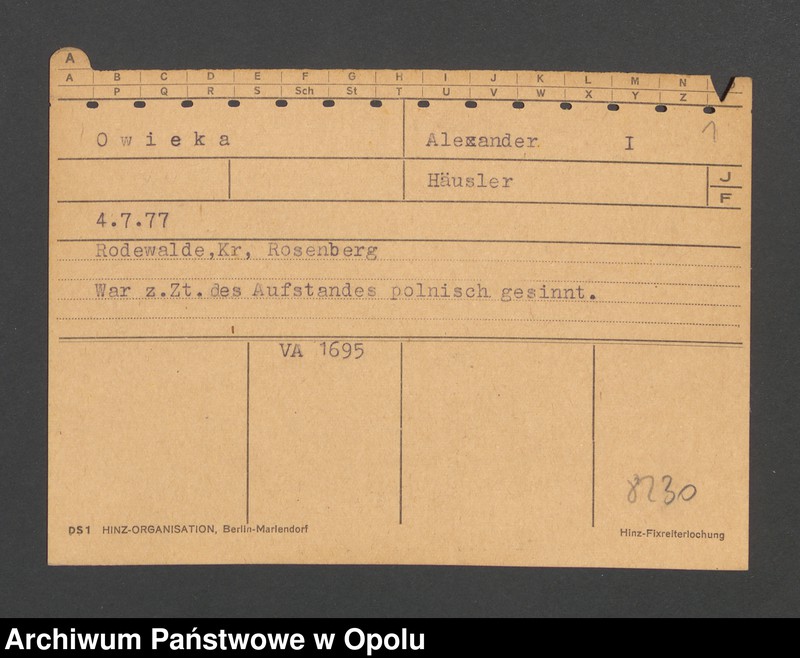 A
A B C D E F G H I J K L M N
P Q R S Sch St T U V W X Y Z
1
Owieka Alexander I
Häusler J
F
4.7.77
Rodewalde,Kr, Rosenberg
War z.Zt. des Aufstandes polnisch gesinnt.
VA 1695
8230
DS1 HINZ-ORGANISATION, Berlin-Mariendorf Hinz-Fixreiterlochung
Archiwum Państwowe w Opolu